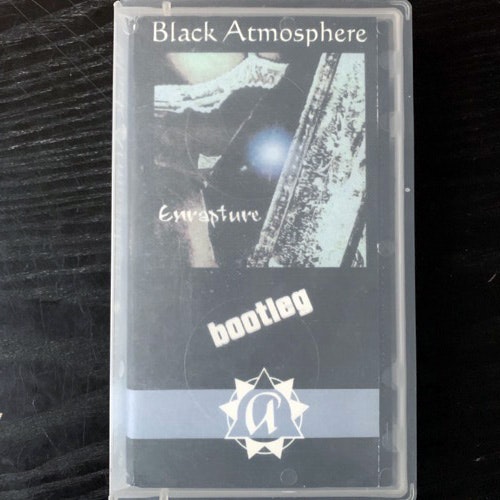 Black Atmosphere
Enrapture
bootleg
a